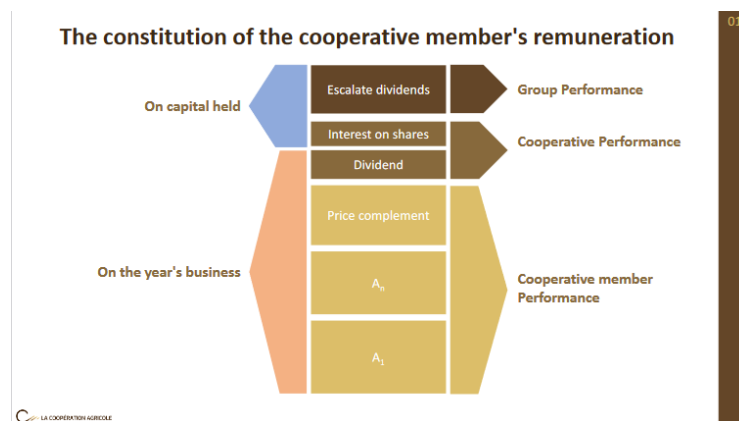 The constitution of the cooperative member's remuneration
01
On capital held
Escalate dividends
Group Performance
Interest on shares
Cooperative Performance
Dividend
Price complement
On the year's business
Aₙ
Cooperative member
Performance
A₁
LA COOPÉRATION AGRICOLE